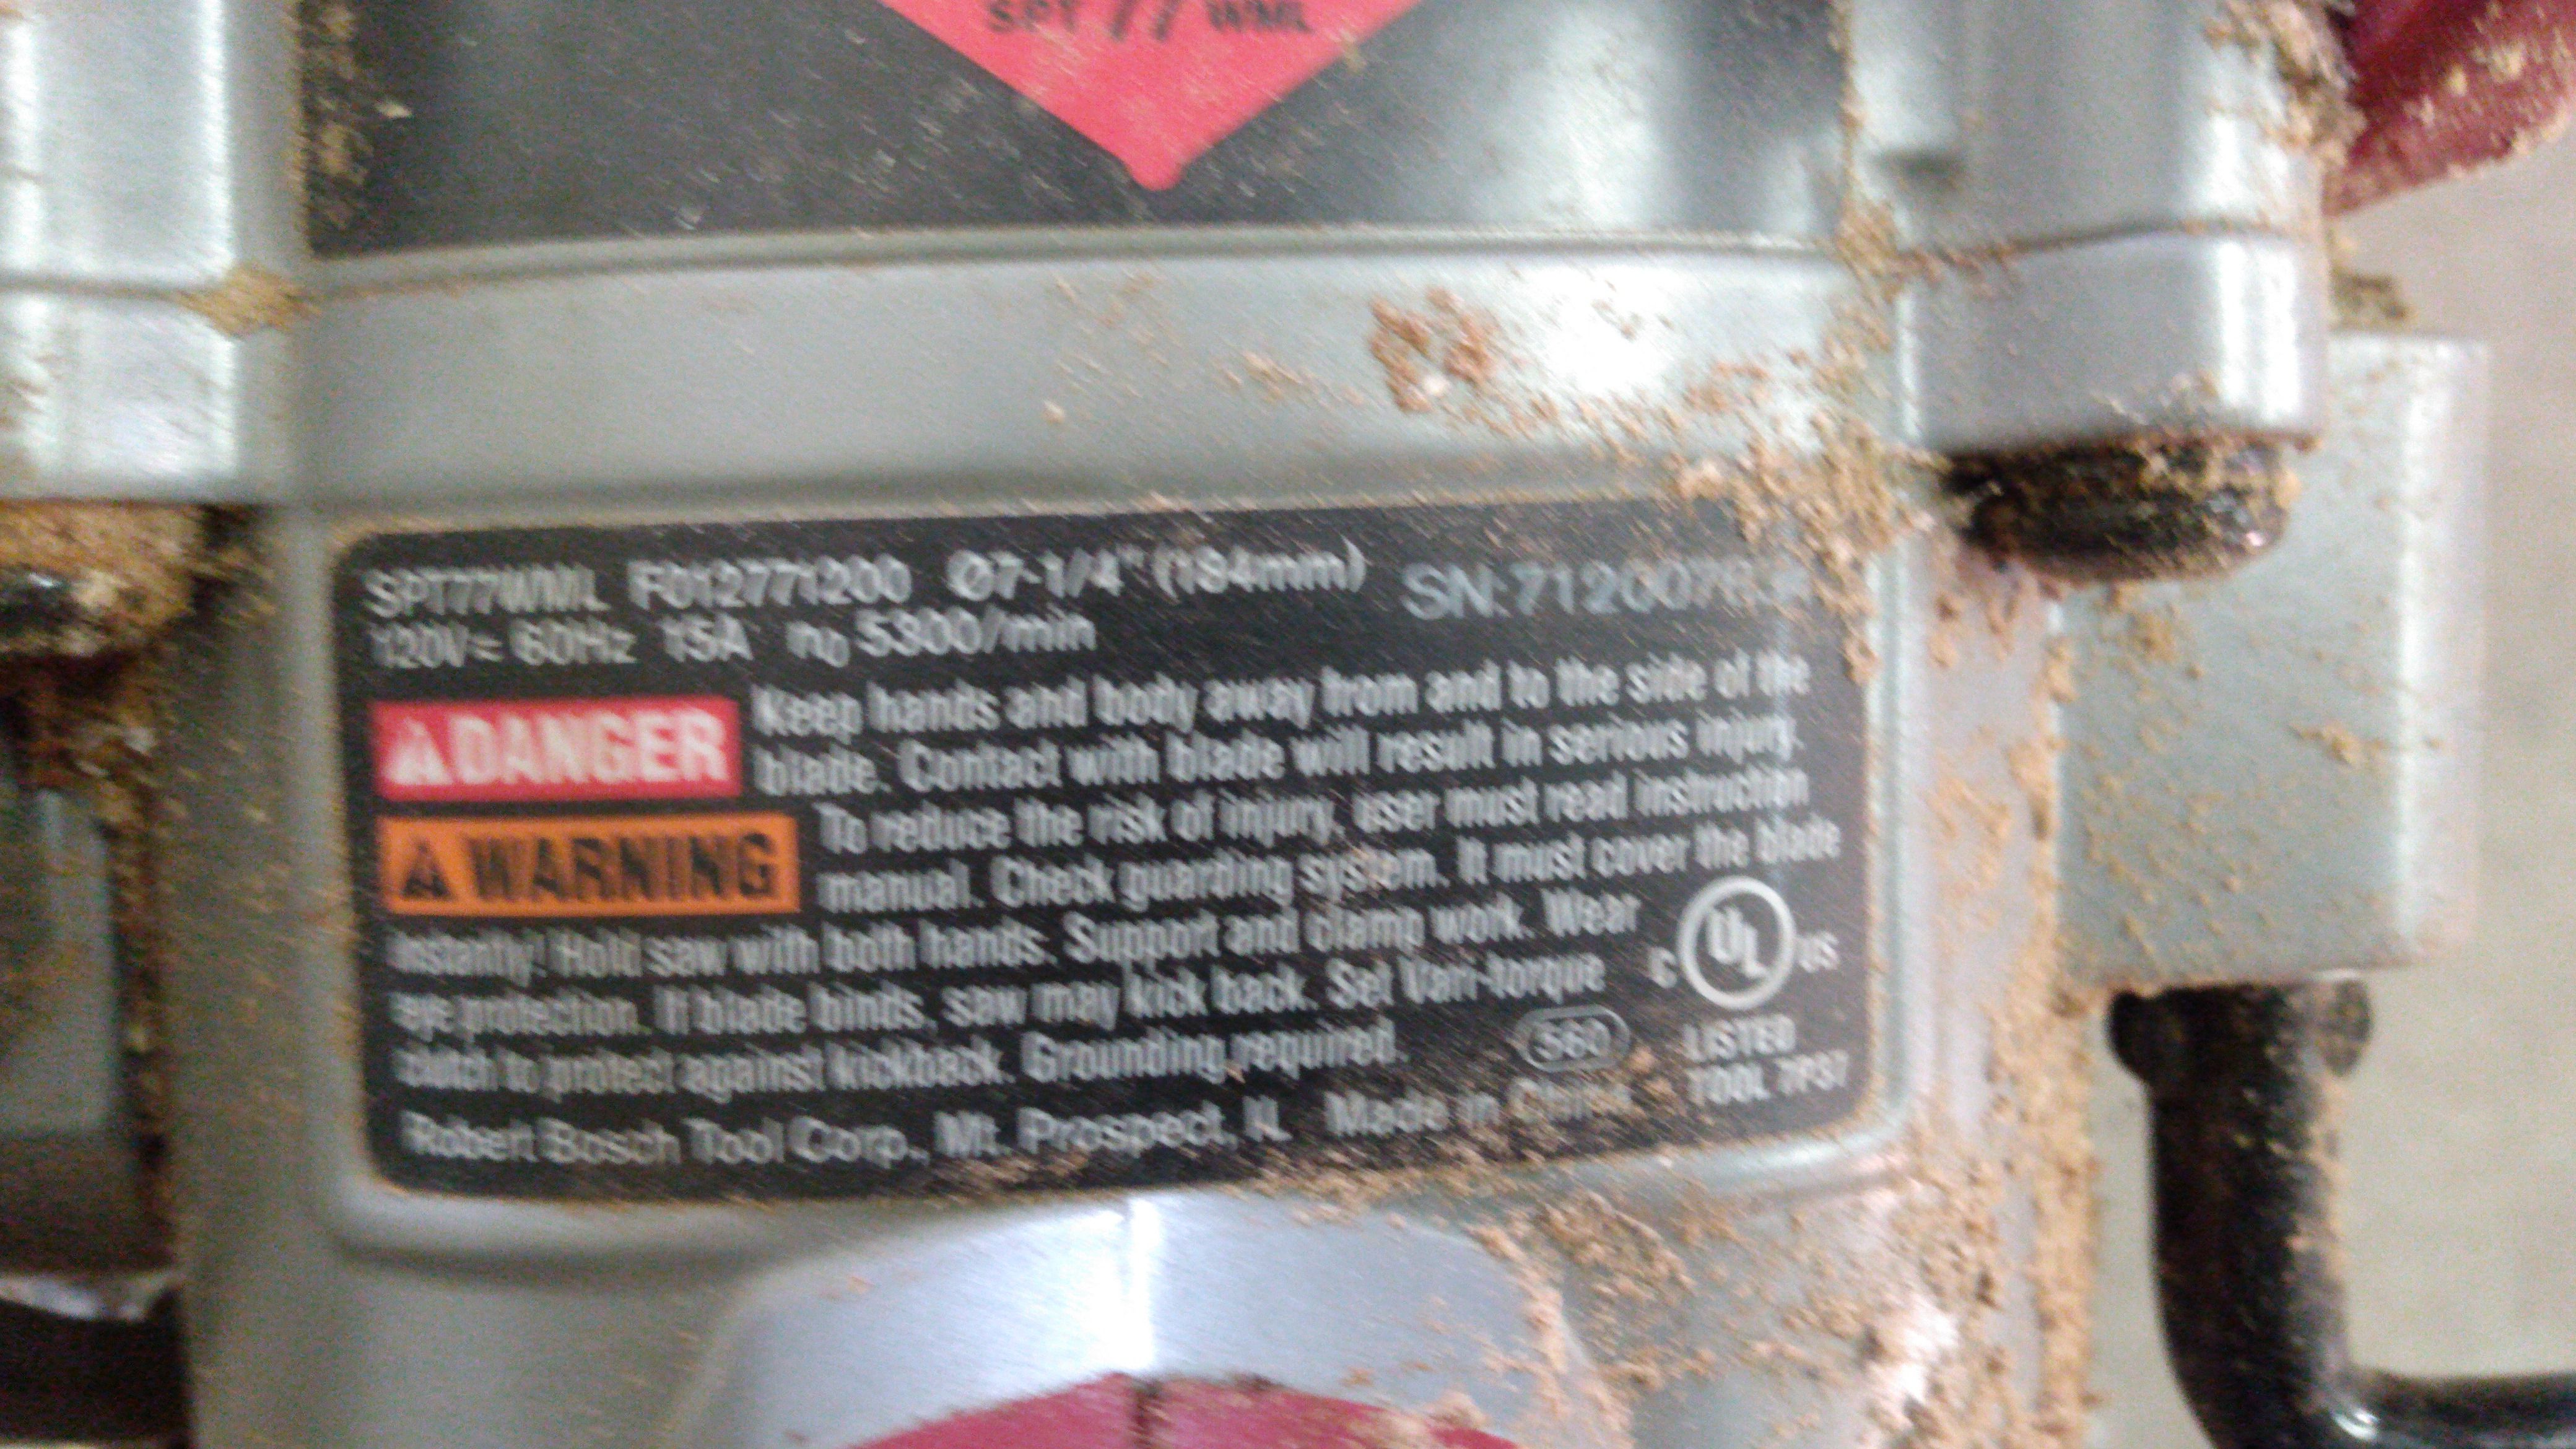 SPT 77 WML
SPT77WML F012771200 Ø7-1/4" (184mm)
120V~ 60Hz 15A n₀ 5300/min
DANGER Keep hands and body away from and to the side of the
blade. Contact with blade will result in serious injury.
WARNING To reduce the risk of injury, user must read instruction
manual. Check guarding system. It must cover the blade
instantly! Hold saw with both hands. Support and clamp work. Wear
eye protection. If blade binds, saw may kick back. Set Vari-torque
clutch to protect against kickback. Grounding required.
560
C UL US
LISTED
TOOL 7P37
Robert Bosch Tool Corp., Mt. Prospect, IL Made in China